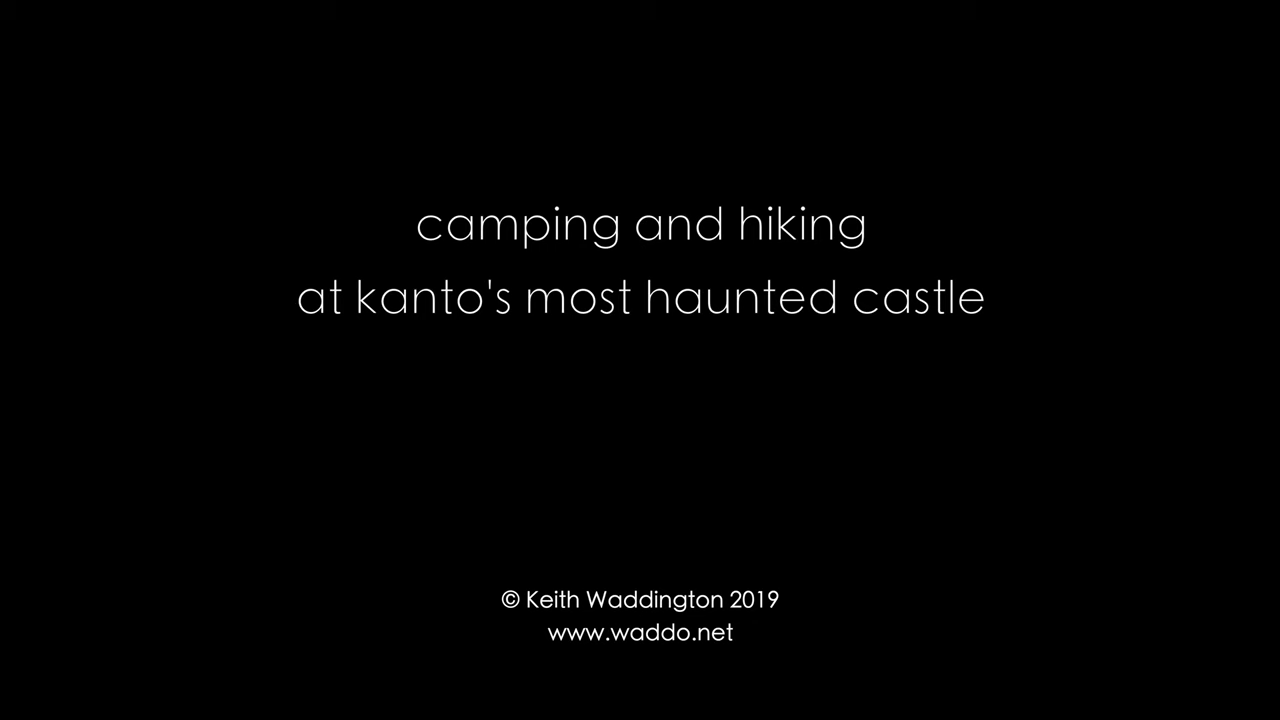 camping and hiking
at kanto's most haunted castle
© Keith Waddington 2019
www.waddo.net